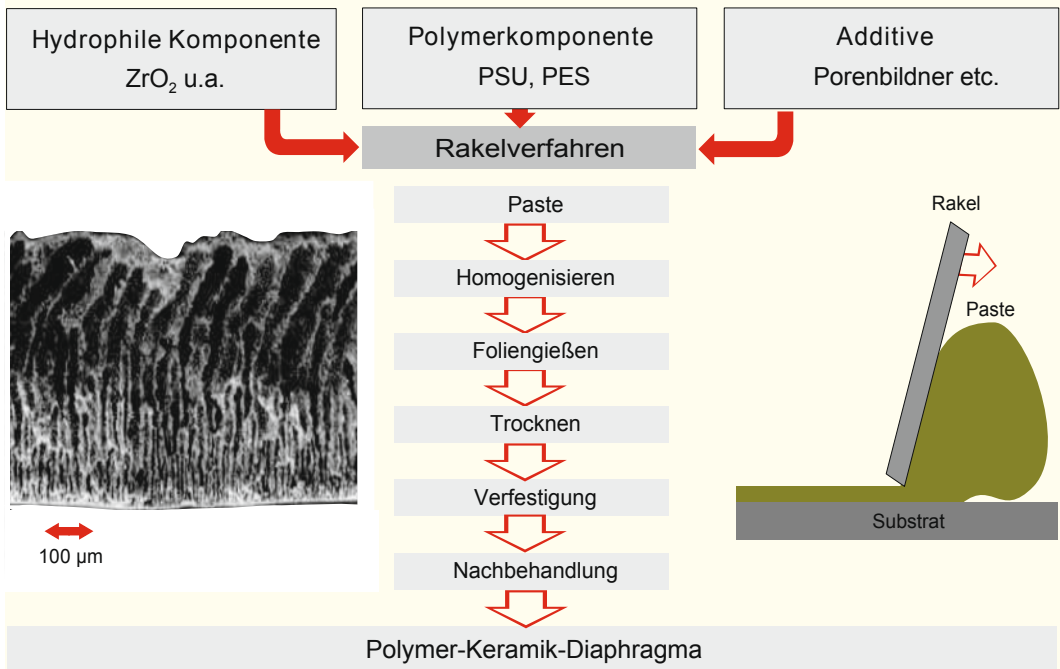 Hydrophile Komponente
ZrO₂ u.a.
Polymerkomponente
PSU, PES
Additive
Porenbildner etc.
Rakelverfahren
Paste
Homogenisieren
Foliengießen
Trocknen
Verfestigung
Nachbehandlung
Polymer-Keramik-Diaphragma
100 µm
Rakel
Paste
Substrat